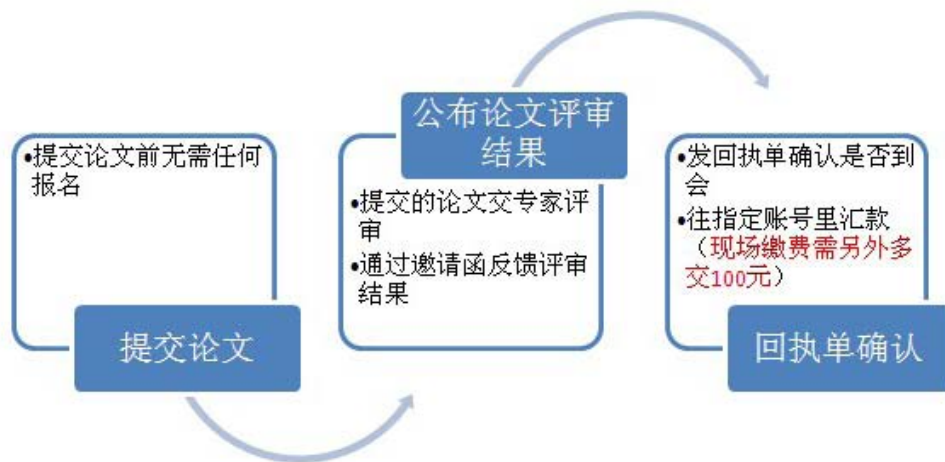 •提交论文前无需任何
报名
提交论文
公布论文评审
结果
•提交的论文交专家评
审
•通过邀请函反馈评审
结果
•发回执单确认是否到
会
•往指定账号里汇款
（现场缴费需另外多
交100元）
回执单确认